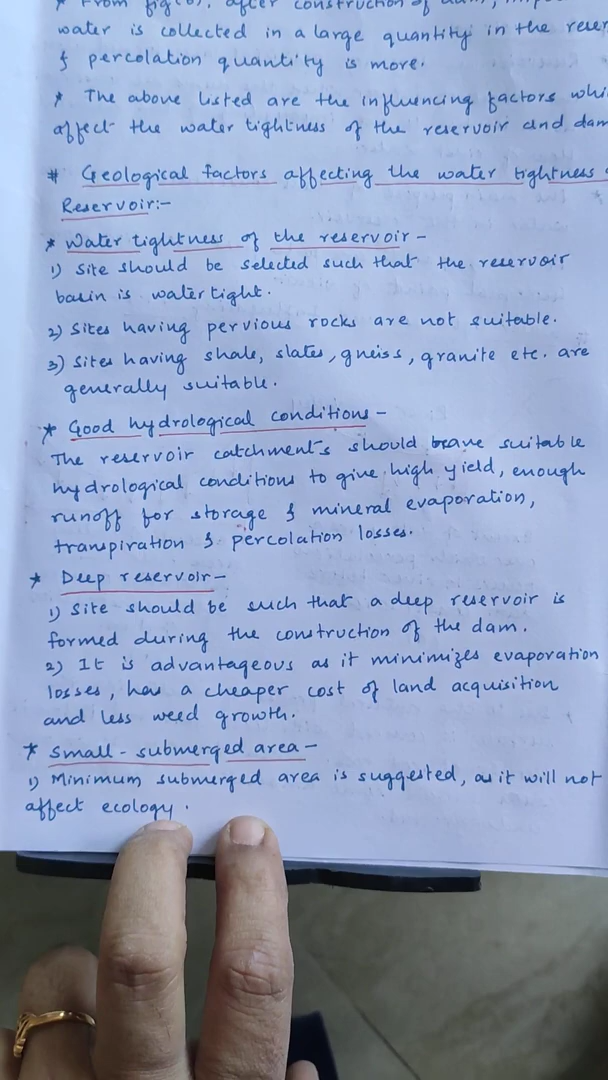 * From fig(b), after construction of dam,
water is collected in a large quantity in the
& percolation quantity is more.
* The above listed are the influencing factors
affect the water tightness of the reservoir and dam
# Geological factors affecting the water tightness
Reservoir:-
* Water tightness of the reservoir -
1) Site should be selected such that the reservoir
basin is water tight.
2) Sites having pervious rocks are not suitable.
3) Sites having shale, slates, gneiss, granite etc. are
generally suitable.
* Good hydrological conditions -
The reservoir catchments should have suitable
hydrological conditions to give high yield, enough
runoff for storage & mineral evaporation,
transpiration & percolation losses.
* Deep reservoir -
1) Site should be such that a deep reservoir is
formed during the construction of the dam.
2) It is advantageous as it minimizes evaporation
losses, has a cheaper cost of land acquisition
and less weed growth.
* Small - submerged area -
1) Minimum submerged area is suggested, as it will not
affect ecology.